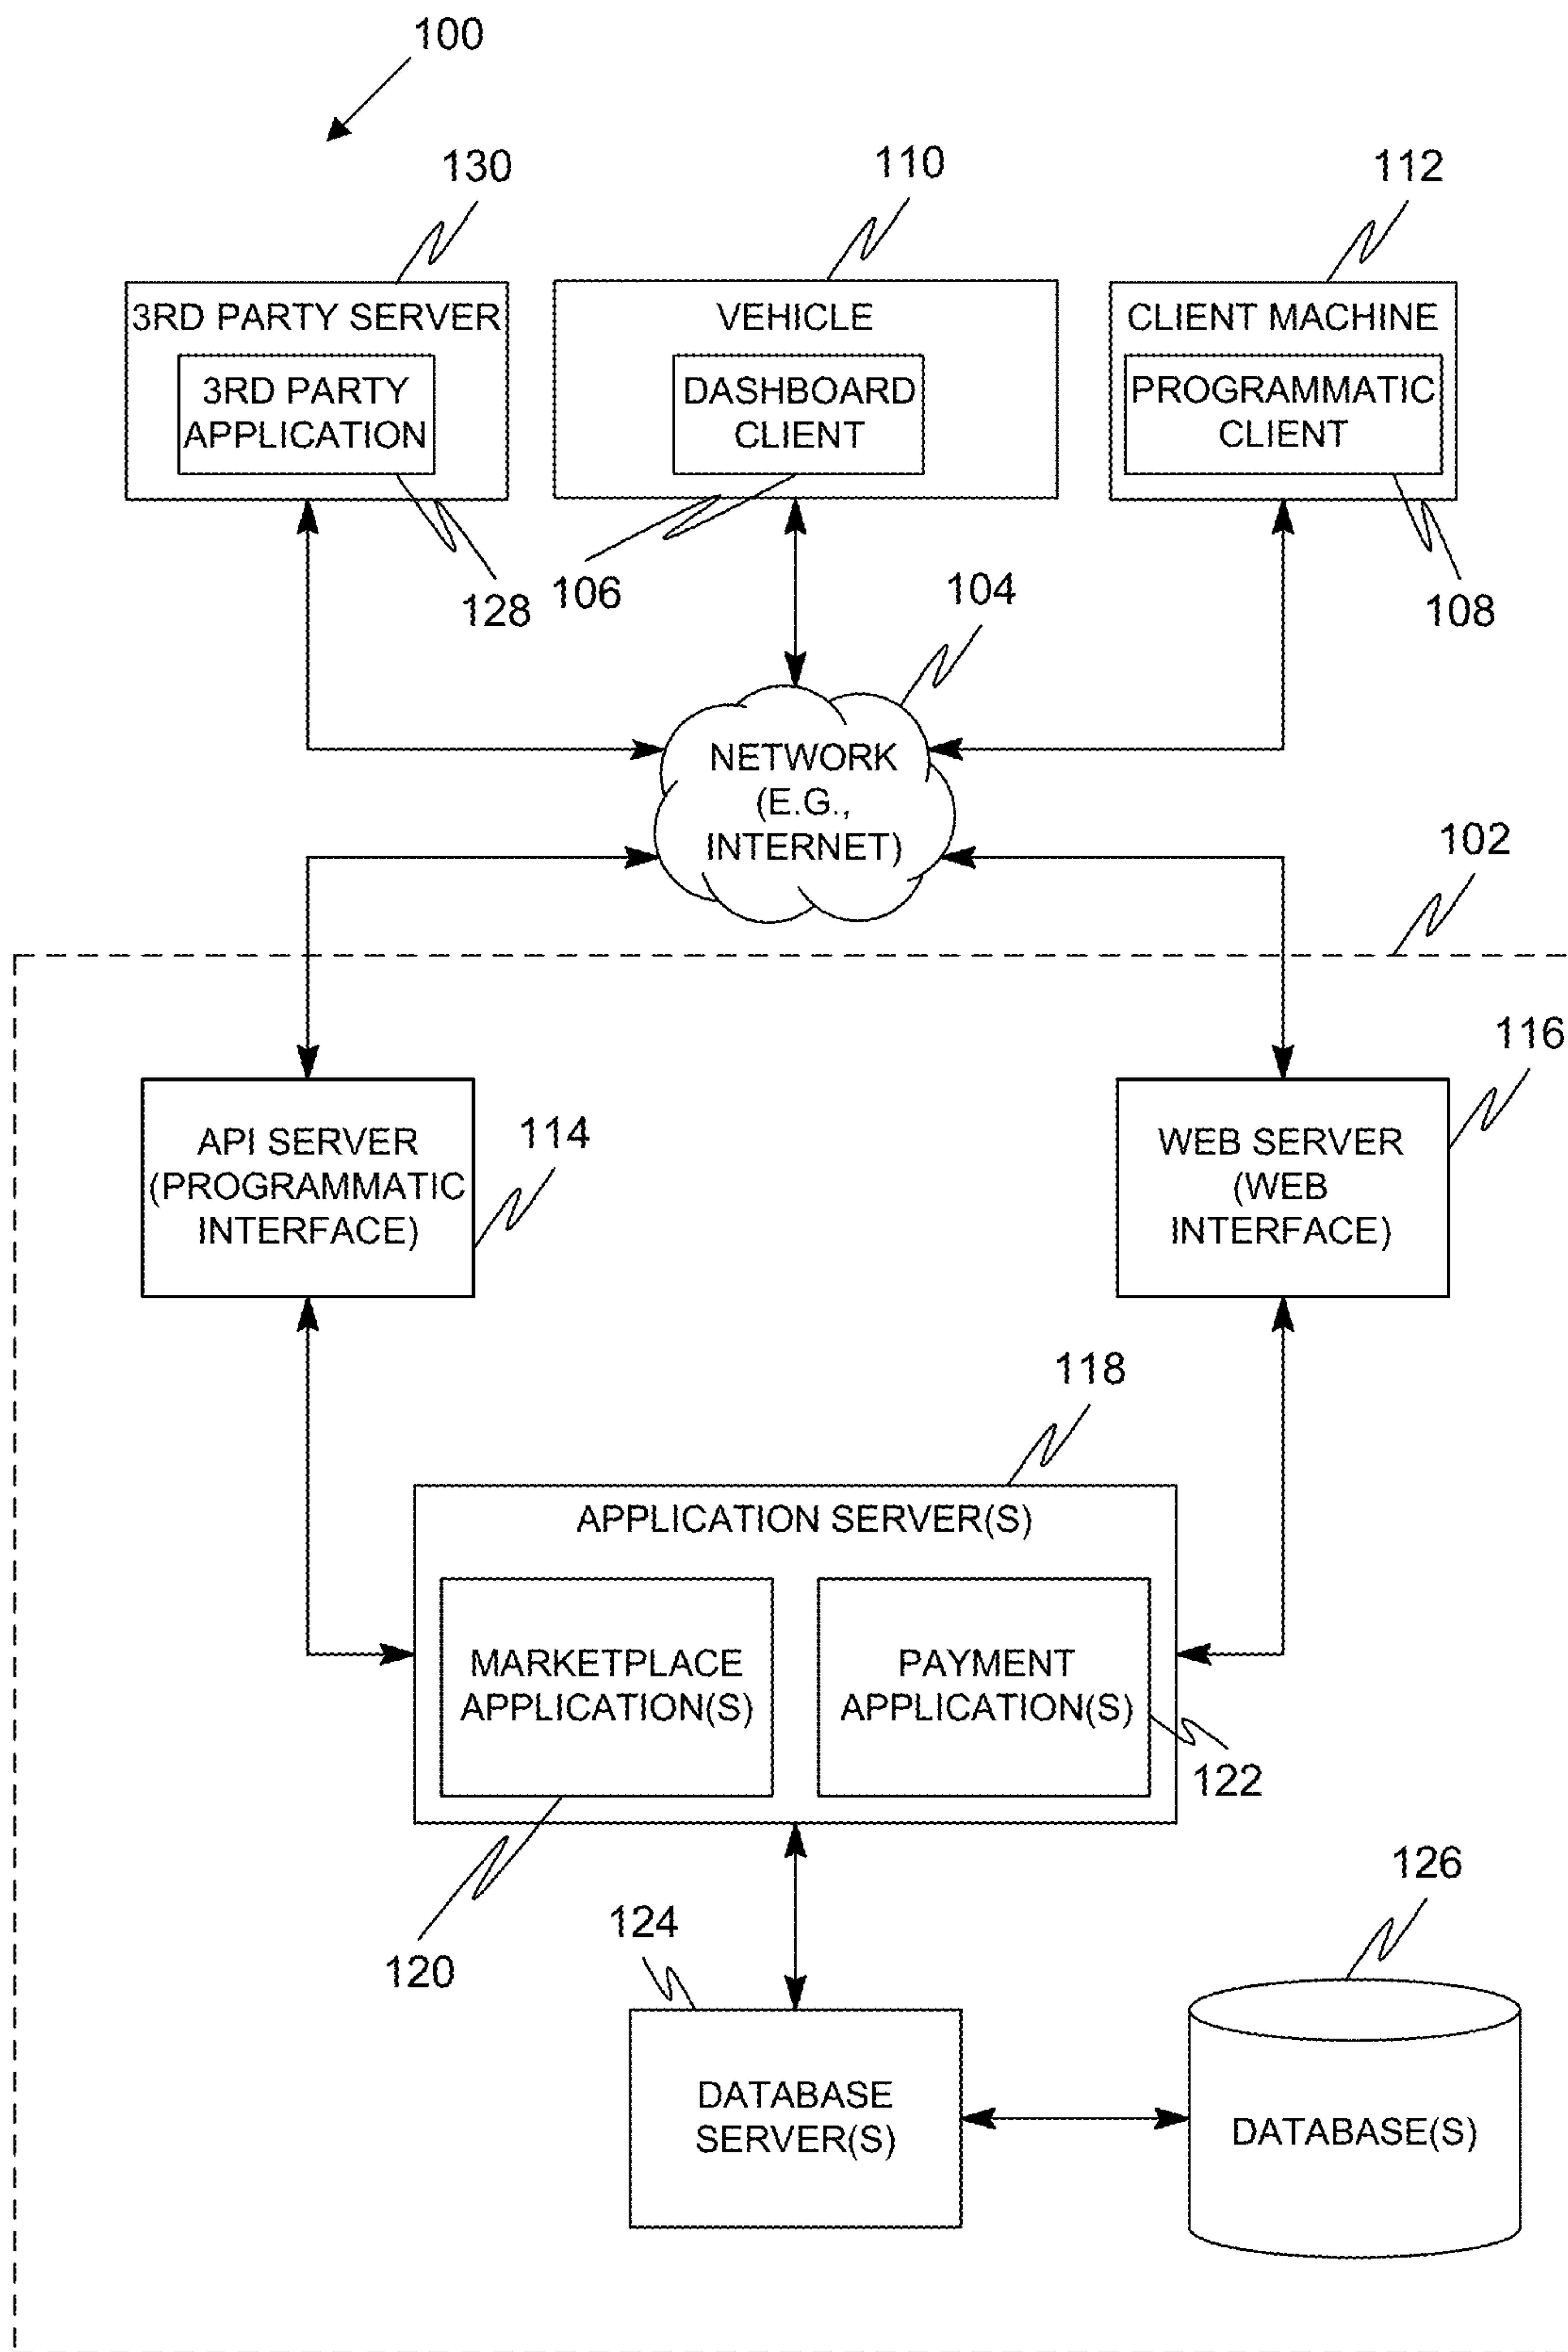 100
130
110
112
3RD PARTY SERVER
3RD PARTY
APPLICATION
VEHICLE
DASHBOARD
CLIENT
CLIENT MACHINE
PROGRAMMATIC
CLIENT
128
106
104
108
NETWORK
(E.G.,
INTERNET)
102
116
API SERVER
(PROGRAMMATIC
INTERFACE)
114
WEB SERVER
(WEB
INTERFACE)
118
APPLICATION SERVER(S)
MARKETPLACE
APPLICATION(S)
PAYMENT
APPLICATION(S)
122
120
124
126
DATABASE
SERVER(S)
DATABASE(S)